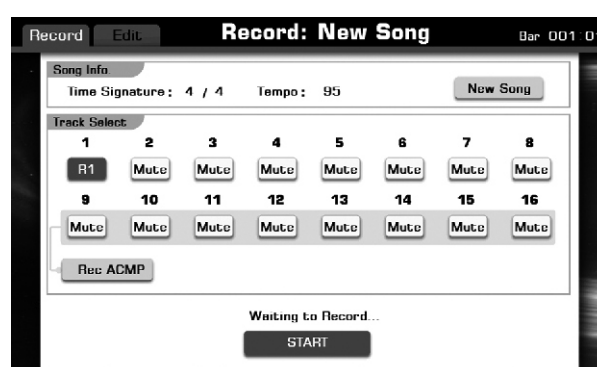 Record Edit Record: New Song Bar 001:0
Song Info.
Time Signature: 4 / 4 Tempo: 95 New Song
Track Select
1 2 3 4 5 6 7 8
R1 Mute Mute Mute Mute Mute Mute Mute
9 10 11 12 13 14 15 16
Mute Mute Mute Mute Mute Mute Mute Mute
Rec ACMP
Waiting to Record...
START